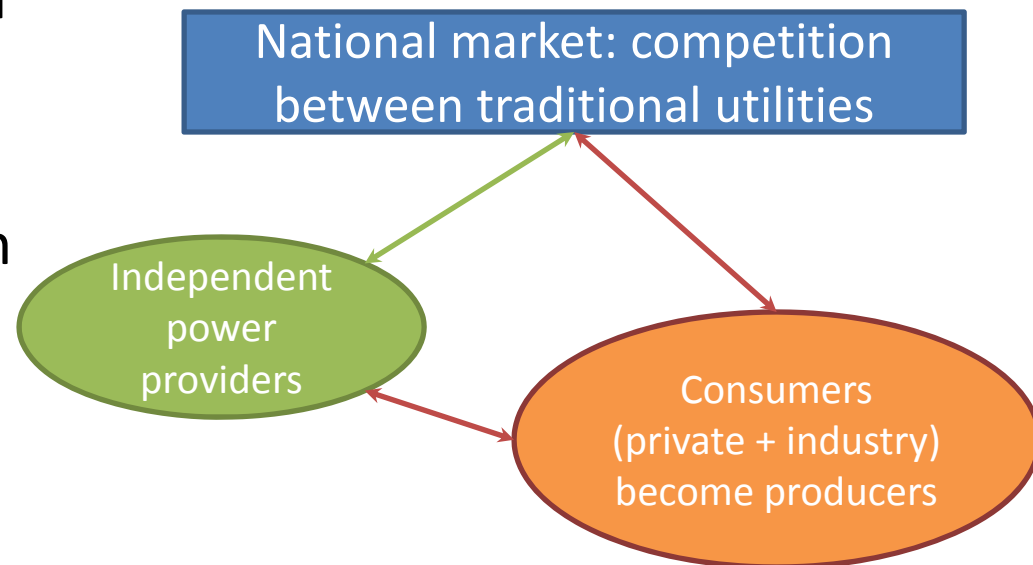 National market: competition
between traditional utilities
Independent
power
providers
Consumers
(private + industry)
become producers